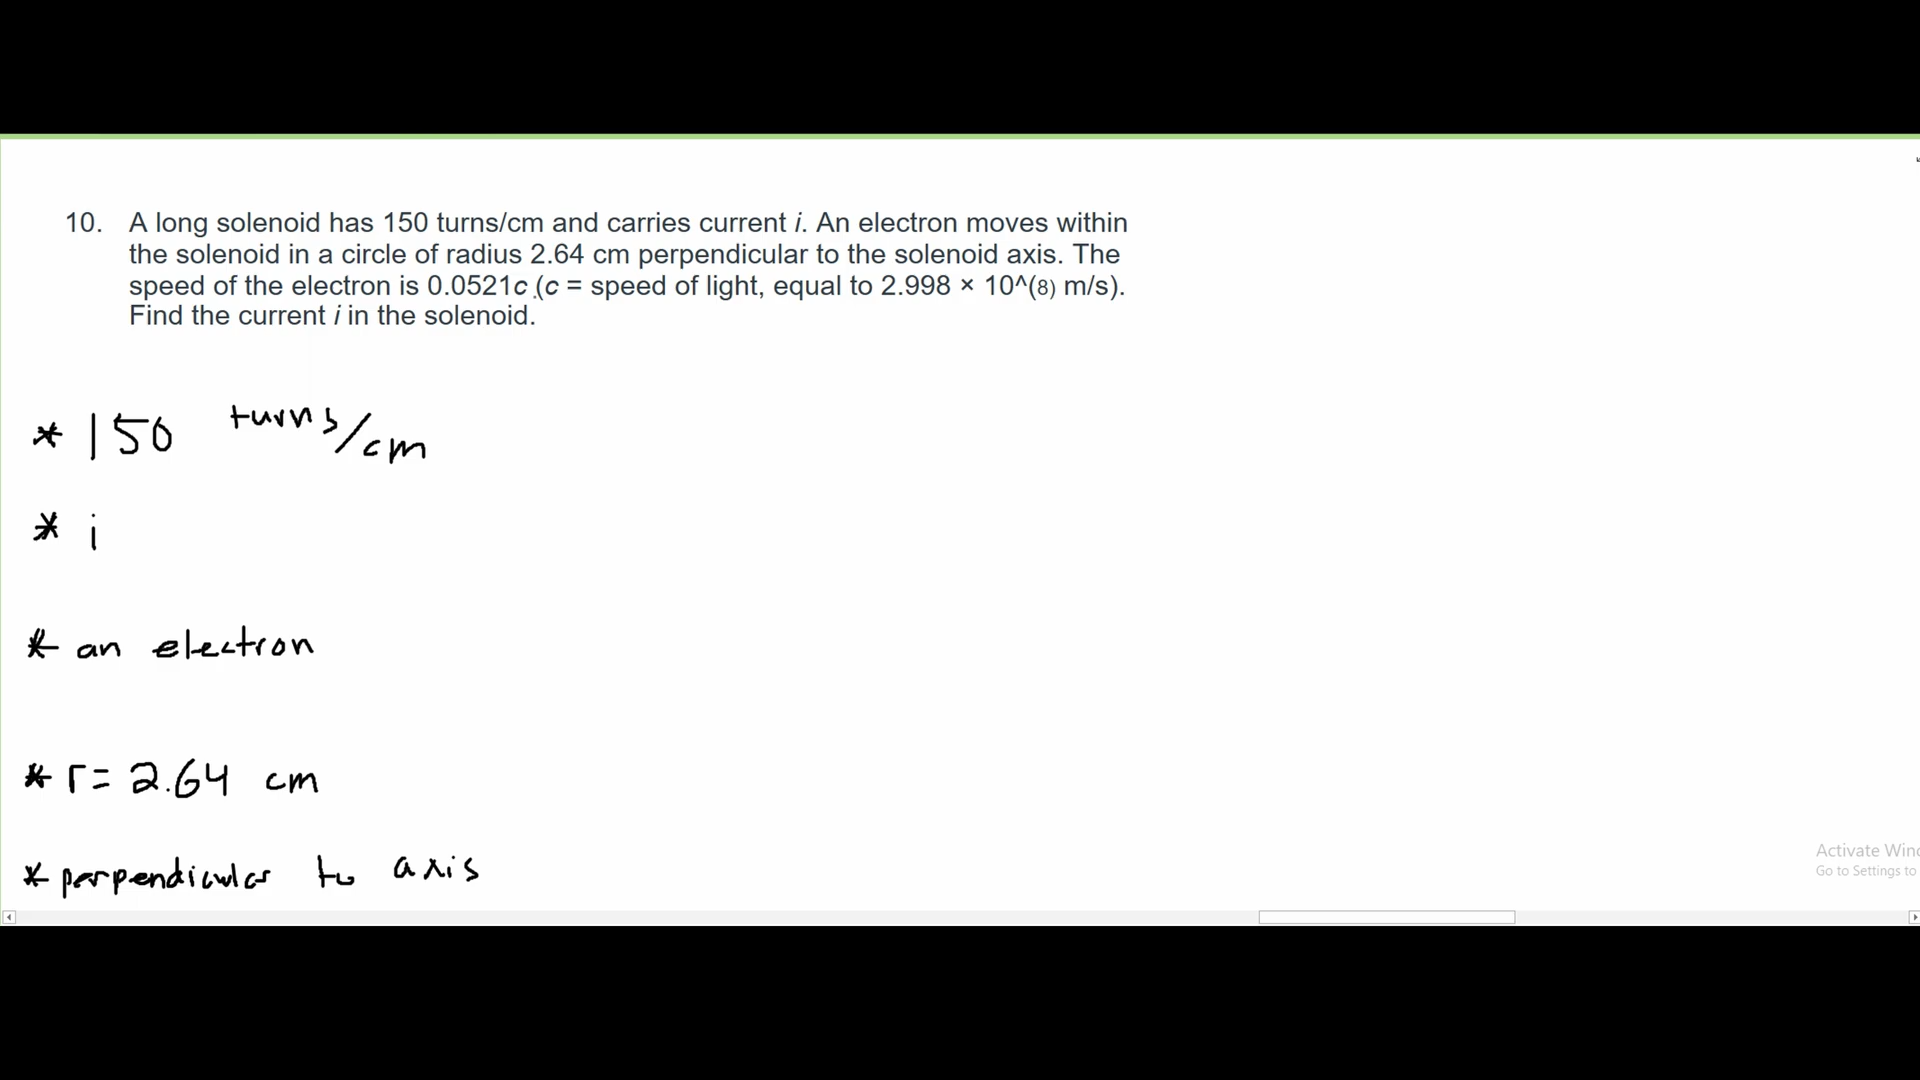 10. A long solenoid has 150 turns/cm and carries current i. An electron moves within
the solenoid in a circle of radius 2.64 cm perpendicular to the solenoid axis. The
speed of the electron is 0.0521c (c = speed of light, equal to 2.998 × 10^(8) m/s).
Find the current i in the solenoid.
* 150 turns/cm
* i
* an electron
* r = 2.64 cm
* perpendicular to axis
Activate Wind
Go to Settings to